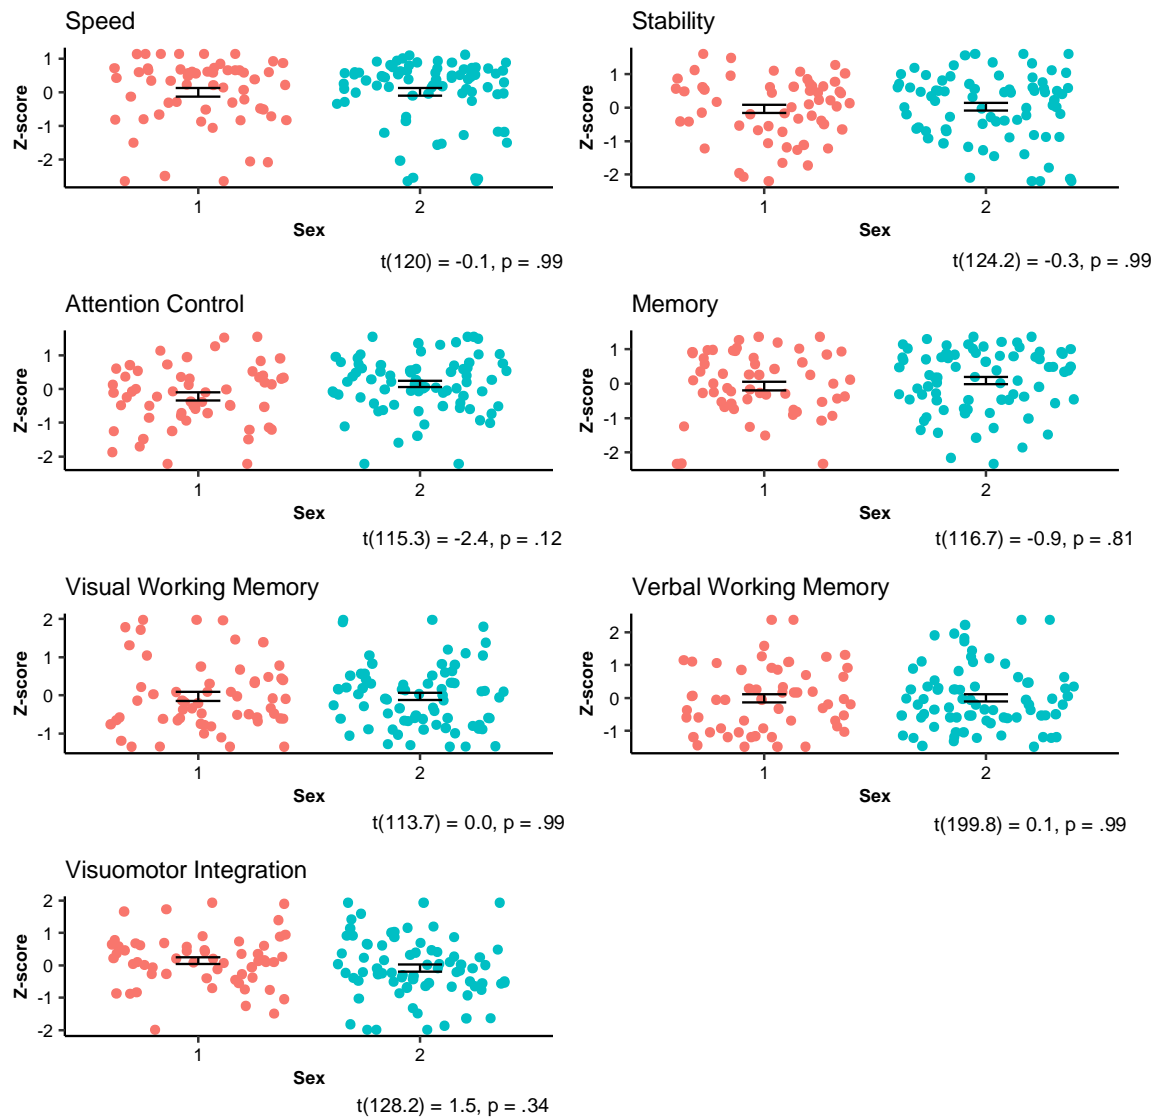 Speed
Z-score
1
0
-1
-2
1
2
Sex
t(120) = -0.1, p = .99
Stability
Z-score
1
0
-1
-2
1
2
Sex
t(124.2) = -0.3, p = .99
Attention Control
Z-score
1
0
-1
-2
1
2
Sex
t(115.3) = -2.4, p = .12
Memory
Z-score
1
0
-1
-2
1
2
Sex
t(116.7) = -0.9, p = .81
Visual Working Memory
Z-score
2
1
0
-1
1
2
Sex
t(113.7) = 0.0, p = .99
Verbal Working Memory
Z-score
2
1
0
-1
1
2
Sex
t(199.8) = 0.1, p = .99
Visuomotor Integration
Z-score
2
1
0
-1
-2
1
2
Sex
t(128.2) = 1.5, p = .34